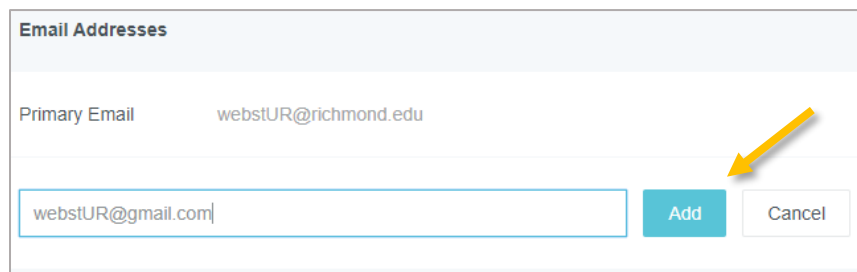 Email Addresses
Primary Email webstUR@richmond.edu
webstUR@gmail.com Add Cancel